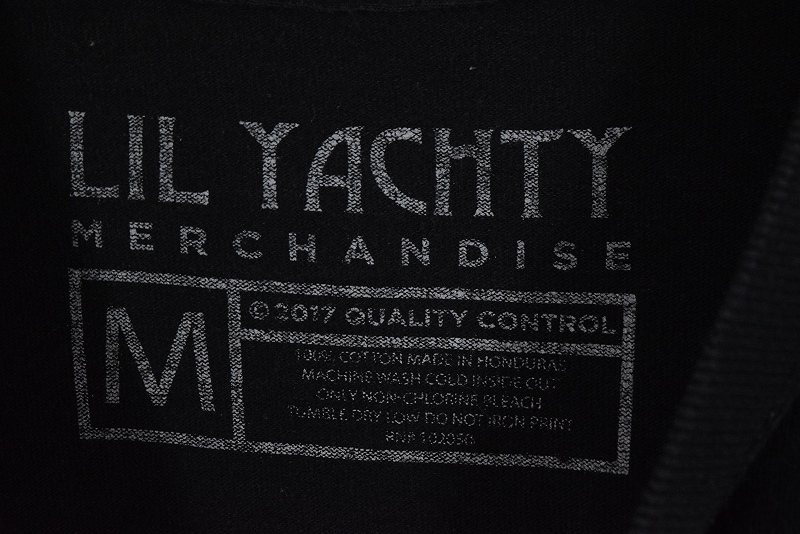 LIL YACHTY
MERCHANDISE
M
© 2017 QUALITY CONTROL
100% COTTON MADE IN HONDURAS
MACHINE WASH COLD INSIDE OUT
ONLY NON-CHLORINE BLEACH
TUMBLE DRY LOW DO NOT IRON PRINT
RN# 102050